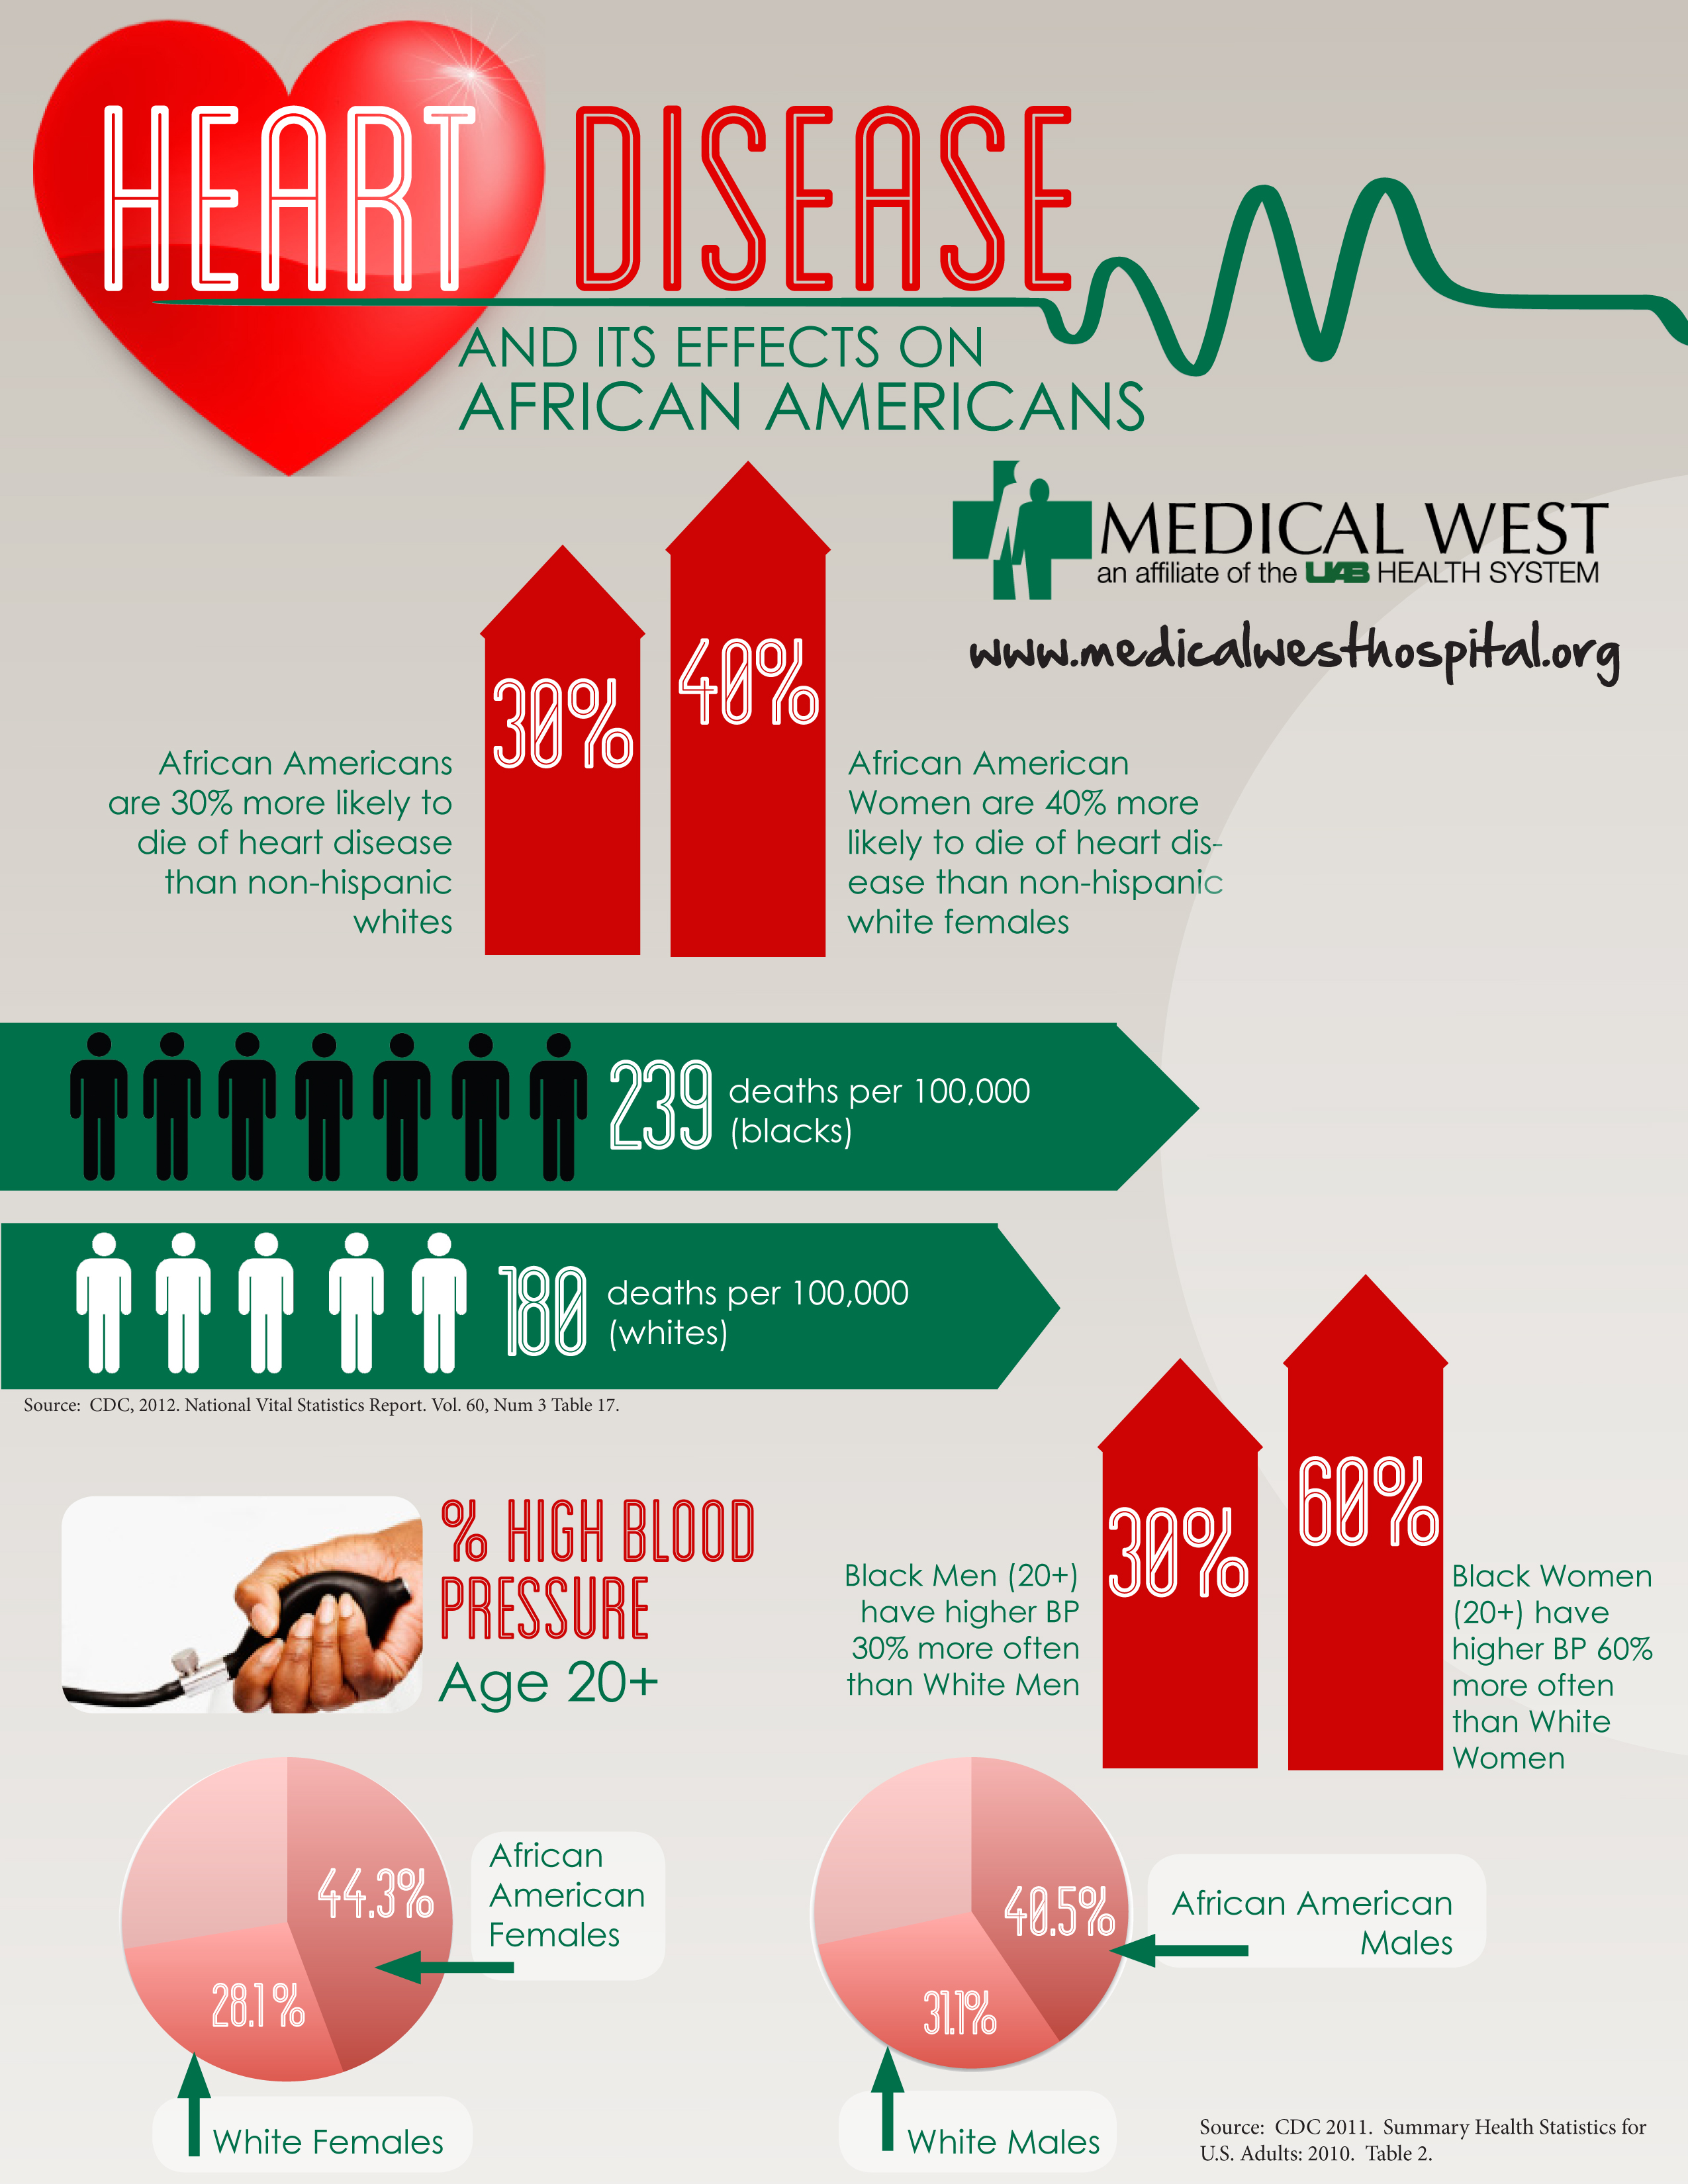 HEART DISEASE
AND ITS EFFECTS ON
AFRICAN AMERICANS
MEDICAL WEST
an affiliate of the UAB HEALTH SYSTEM
www.medicalwesthospital.org
30%
40%
African Americans
are 30% more likely to
die of heart disease
than non-hispanic
whites
African American
Women are 40% more
likely to die of heart dis-
ease than non-hispanic
white females
239 deaths per 100,000
(blacks)
180 deaths per 100,000
(whites)
Source: CDC, 2012. National Vital Statistics Report. Vol. 60, Num 3 Table 17.
% HIGH BLOOD
PRESSURE
Age 20+
30%
60%
Black Men (20+)
have higher BP
30% more often
than White Men
Black Women
(20+) have
higher BP 60%
more often
than White
Women
44.3%
African
American
Females
28.1%
White Females
40.5%
African American
Males
31.1%
White Males
Source: CDC 2011. Summary Health Statistics for
U.S. Adults: 2010. Table 2.